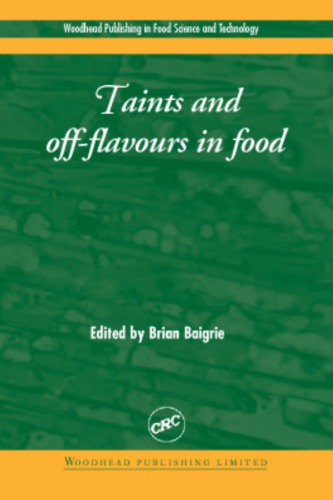 Woodhead Publishing in Food Science and Technology
Taints and
off-flavours in food
Edited by Brian Baigrie
CRC
WOODHEAD PUBLISHING LIMITED